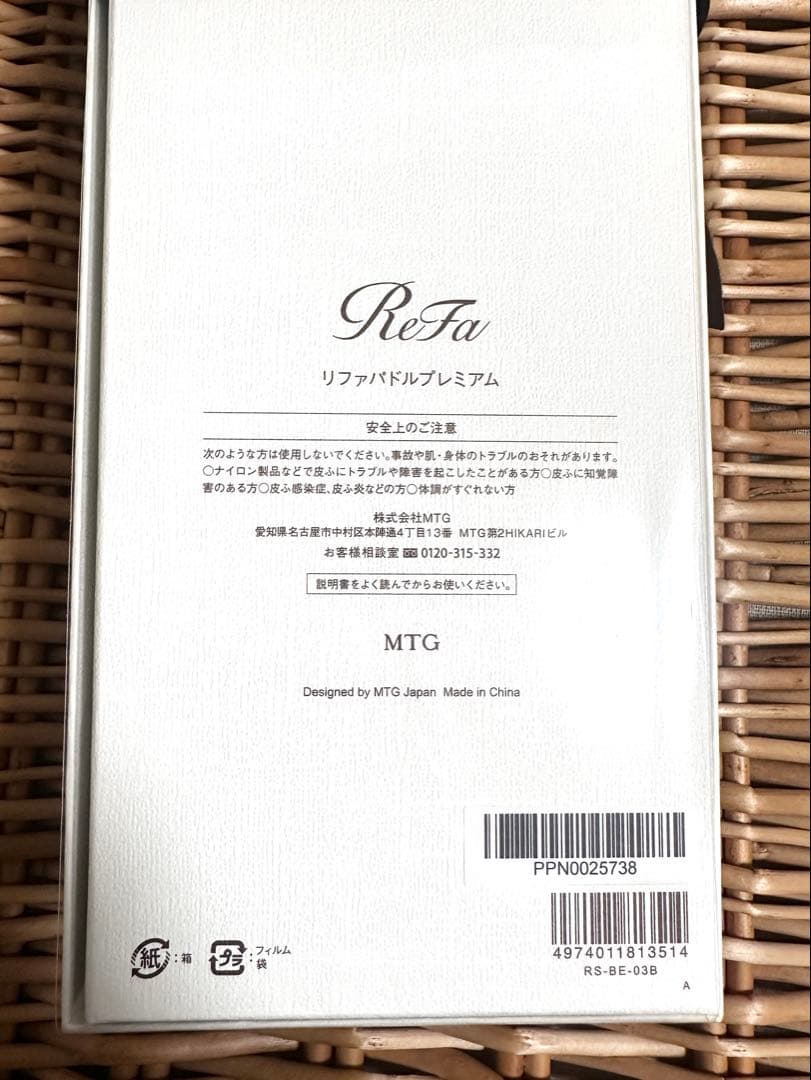 ReFa
リファパドルプレミアム
安全上のご注意
次のような方は使用しないでください。事故や肌・身体のトラブルのおそれがあります。
○ナイロン製品などで皮ふにトラブルや障害を起こしたことがある方○皮ふに知覚障
害のある方○皮ふ感染症、皮ふ炎などの方○体調がすぐれない方
株式会社MTG
愛知県名古屋市中村区本陣通4丁目13番 MTG第2HIKARIビル
お客様相談室 0120-315-332
説明書をよく読んでからお使いください。
MTG
Designed by MTG Japan Made in China
PPN0025738
4974011813514
RS-BE-03B
A
紙:箱
プラ:フィルム
袋